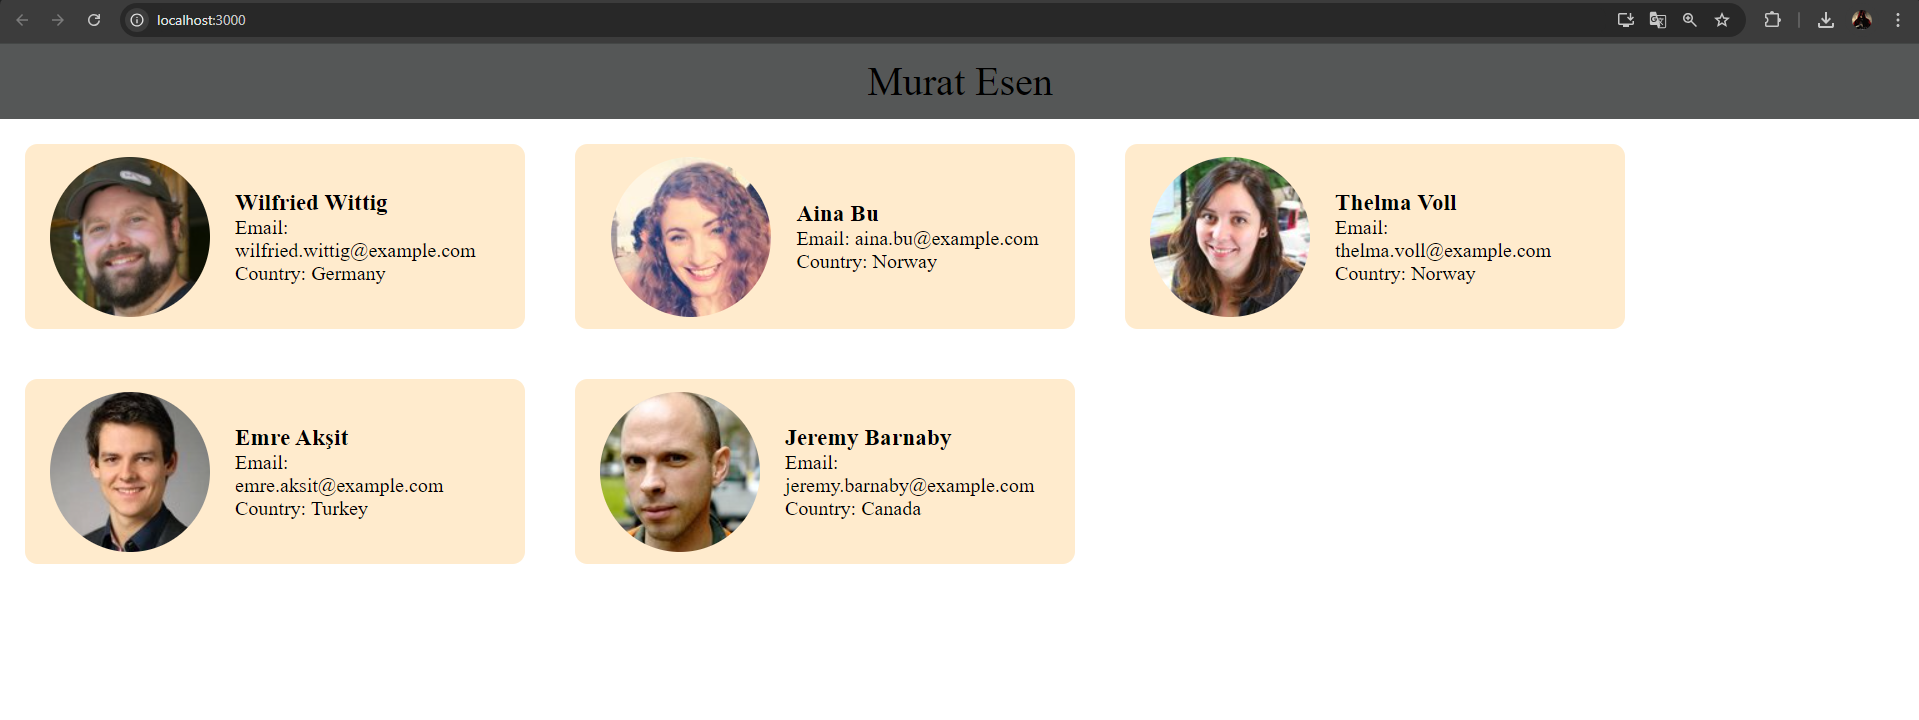 localhost:3000
Murat Esen
Wilfried Wittig
Email:
wilfried.wittig@example.com
Country: Germany
Aina Bu
Email: aina.bu@example.com
Country: Norway
Thelma Voll
Email:
thelma.voll@example.com
Country: Norway
Emre Akşit
Email:
emre.aksit@example.com
Country: Turkey
Jeremy Barnaby
Email:
jeremy.barnaby@example.com
Country: Canada